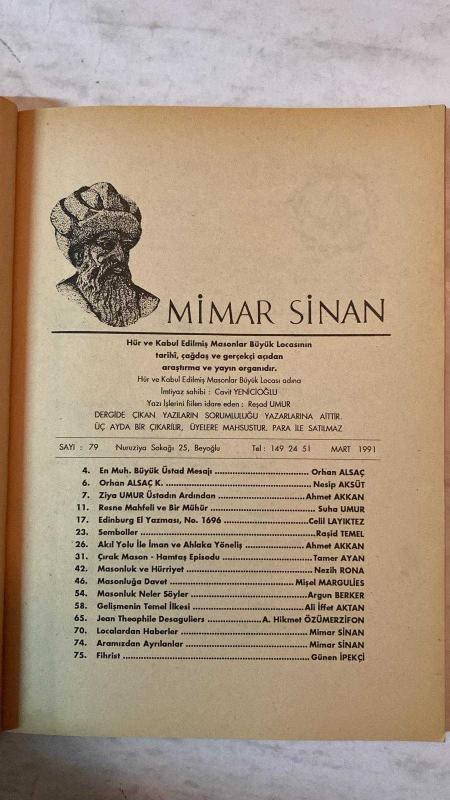 MİMAR SİNAN
Hür ve Kabul Edilmiş Masonlar Büyük Locasının
tarihî, çağdaş ve gerçekçi açıdan
araştırma ve yayın organıdır.
Hür ve Kabul Edilmiş Masonlar Büyük Locası adına
İmtiyaz sahibi : Cavit YENİCİOĞLU
Yazı İşlerini fiilen idare eden : Reşad UMUR
DERGİDE ÇIKAN YAZILARIN SORUMLULUĞU YAZARLARINA AİTTİR.
ÜÇ AYDA BİR ÇIKARILIR, ÜYELERE MAHSUSTUR. PARA İLE SATILMAZ
SAYI : 79 Nuruziya Sokağı 25, Beyoğlu Tel : 149 24 51 MART 1991
4. En Muh. Büyük Üstad Mesajı ........ Orhan ALSAÇ
6. Orhan ALSAÇ K. ........ Nesip AKSÜT
7. Ziya UMUR Üstadın Ardından ........ Ahmet AKKAN
11. Resne Mahfeli ve Bir Mühür ........ Suha UMUR
17. Edinburg El Yazması, No. 1696 ........ Celil LAYIKTEZ
23. Semboller ........ Raşid TEMEL
26. Akıl Yolu İle İman ve Ahlaka Yöneliş ........ Ahmet AKKAN
31. Çırak Mason - Hamtaş Episodu ........ Tamer AYAN
42. Masonluk ve Hürriyet ........ Nezih RONA
46. Masonluğa Davet ........ Mişel MARGULİES
54. Masonluk Neler Söyler ........ Argun BERKER
58. Gelişmenin Temel İlkesi ........ Ali İffet AKTAN
65. Jean Theophile Desaguliers ........ A. Hikmet ÖZÜMERZİFON
70. Localardan Haberler ........ Mimar SİNAN
74. Aramızdan Ayrılanlar ........ Mimar SİNAN
75. Fihrist ........ Günen İPEKÇİ